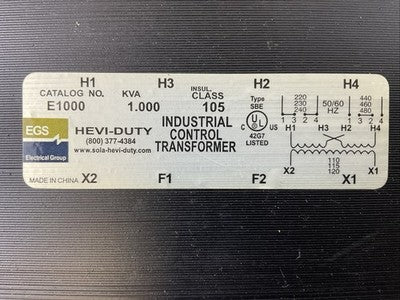 H1 H3 H2 H4
CATALOG NO. KVA INSUL. CLASS
E1000 1.000 105
Type SBE
220 230 240
50/60 HZ
440 460 480
1 3 2 4
1 3 2 4
H1 H3 H2 H4
EGS
Electrical Group
HEVI-DUTY
(800) 377-4384
www.sola-hevi-duty.com
INDUSTRIAL
CONTROL
TRANSFORMER
C UL US
42G7
LISTED
110
115
120
X2 X1
MADE IN CHINA X2 F1 F2 X1